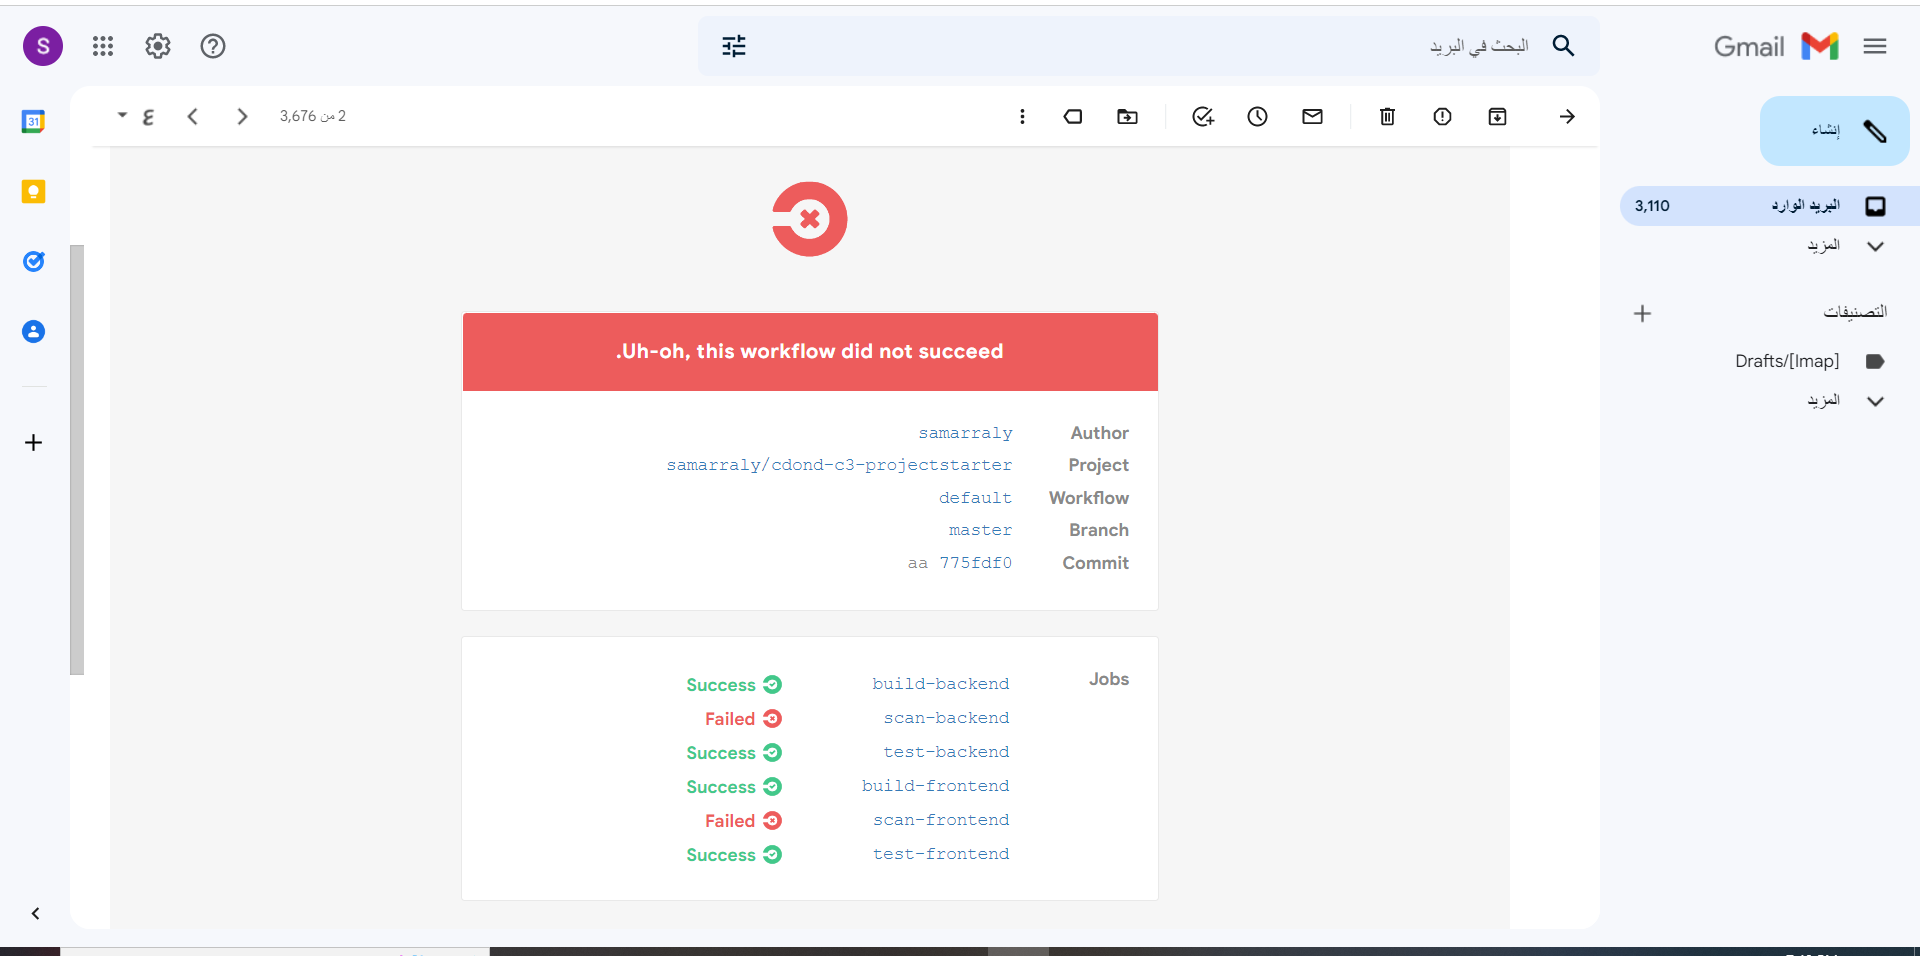 S
البحث في البريد
Gmail
ع
2 من 3,676
31
إنشاء
البريد الوارد 3,110
المزيد
التصنيفات
Drafts/[Imap]
المزيد
.Uh-oh, this workflow did not succeed
Author samarraly
Project samarraly/cdond-c3-projectstarter
Workflow default
Branch master
Commit aa 775fdf0
Jobs
build-backend Success
scan-backend Failed
test-backend Success
build-frontend Success
scan-frontend Failed
test-frontend Success